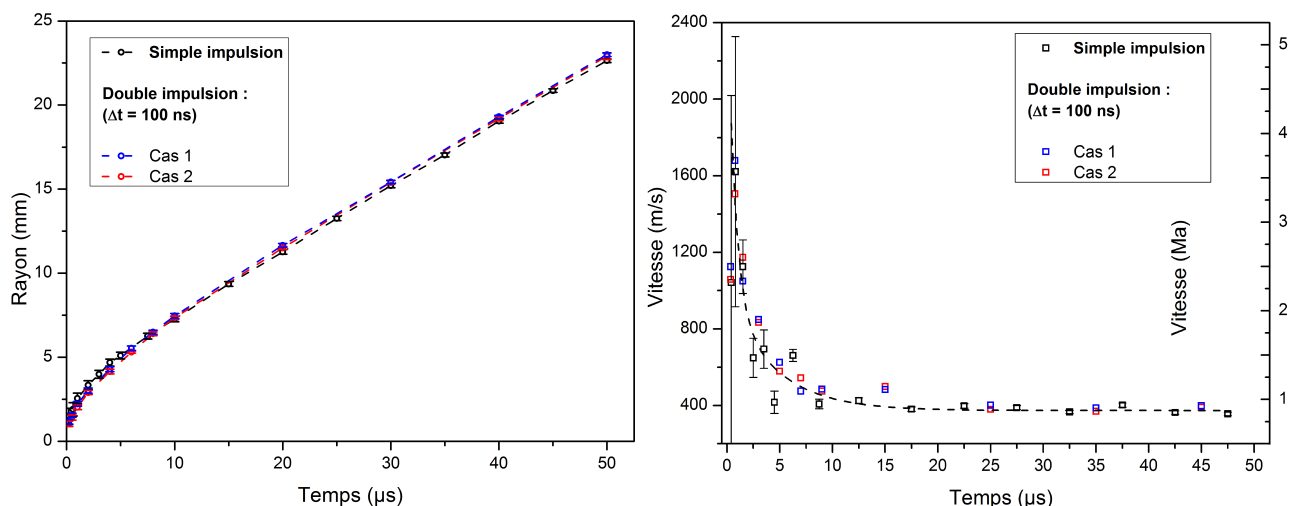 25
20
15
10
5
0
Rayon (mm)
Simple impulsion
Double impulsion :
(Δt = 100 ns)
Cas 1
Cas 2
0 10 20 30 40 50
Temps (µs)
2400
2000
1600
1200
800
400
Vitesse (m/s)
Simple impulsion
Double impulsion :
(Δt = 100 ns)
Cas 1
Cas 2
5
4
3
2
1
Vitesse (Ma)
0 5 10 15 20 25 30 35 40 45 50
Temps (µs)